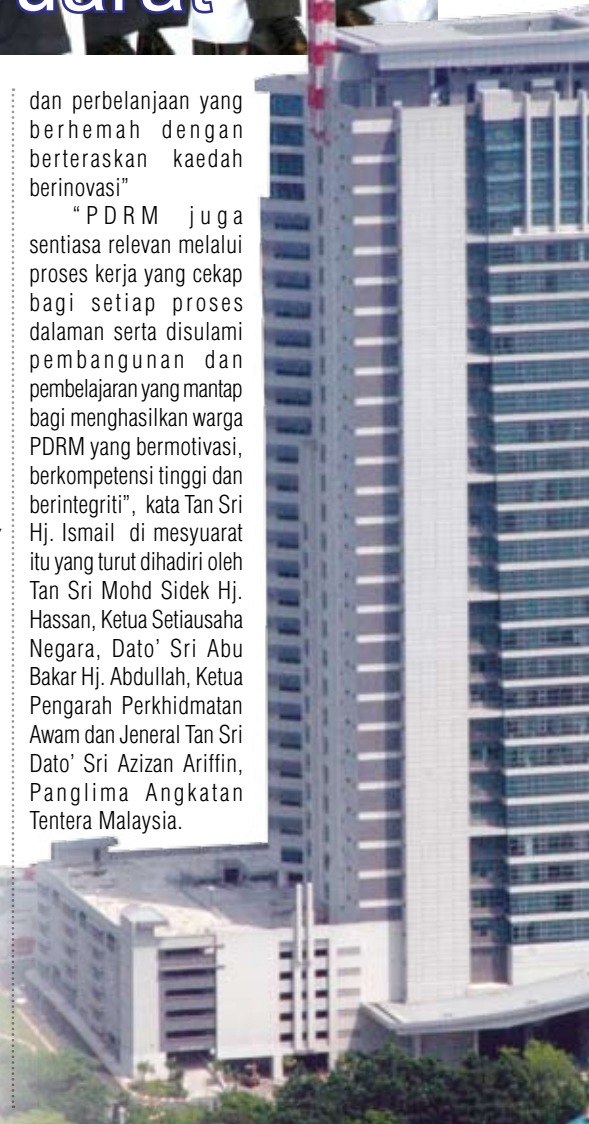 darat
dan perbelanjaan yang
berhemah dengan
berteraskan kaedah
berinovasi”
“PDRM juga
sentiasa relevan melalui
proses kerja yang cekap
bagi setiap proses
dalaman serta disulami
pembangunan dan
pembelajaran yang mantap
bagi menghasilkan warga
PDRM yang bermotivasi,
berkompetensi tinggi dan
berintegriti”, kata Tan Sri
Hj. Ismail di mesyuarat
itu yang turut dihadiri oleh
Tan Sri Mohd Sidek Hj.
Hassan, Ketua Setiausaha
Negara, Dato’ Sri Abu
Bakar Hj. Abdullah, Ketua
Pengarah Perkhidmatan
Awam dan Jeneral Tan Sri
Dato’ Sri Azizan Ariffin,
Panglima Angkatan
Tentera Malaysia.